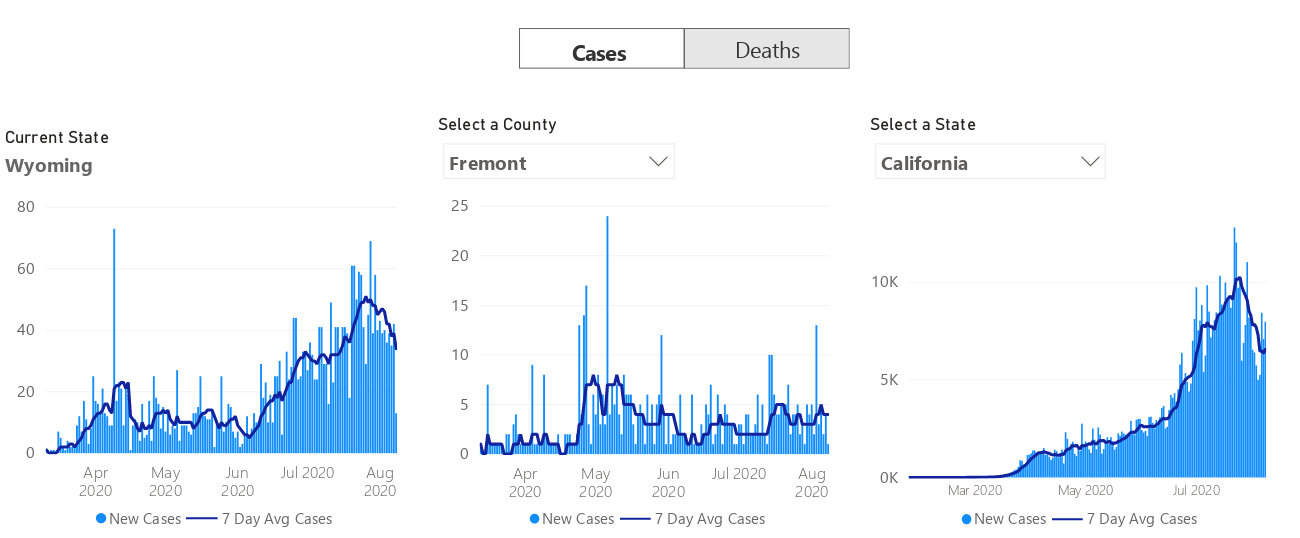 Cases
Deaths
Current State
Wyoming
Select a County
Fremont
Select a State
California
80
60
40
20
0
Apr 2020
May 2020
Jun 2020
Jul 2020
Aug 2020
New Cases
7 Day Avg Cases
25
20
15
10
5
0
Apr 2020
May 2020
Jun 2020
Jul 2020
Aug 2020
New Cases
7 Day Avg Cases
10K
5K
0K
Mar 2020
May 2020
Jul 2020
New Cases
7 Day Avg Cases